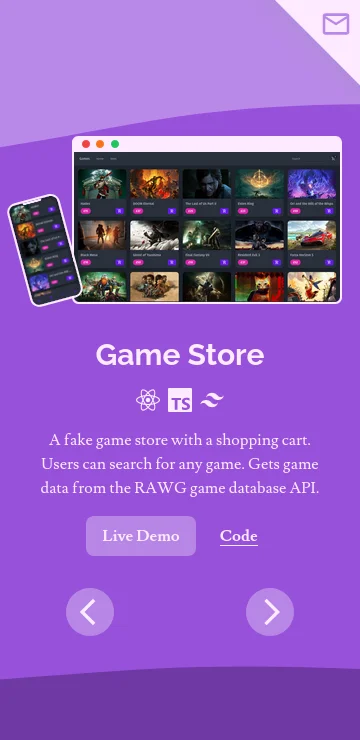 Game Store
TS
A fake game store with a shopping cart.
Users can search for any game. Gets game
data from the RAWG game database API.
Live Demo
Code